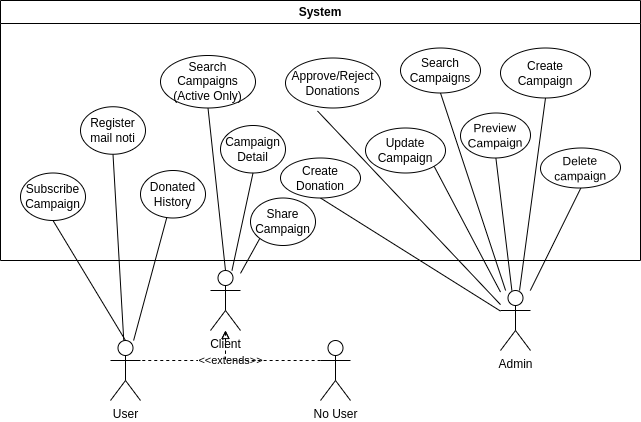 System
Search
Campaigns
(Active Only)
Approve/Reject
Donations
Search
Campaigns
Create
Campaign
Register
mail noti
Campaign
Detail
Update
Campaign
Preview
Campaign
Delete
campaign
Subscribe
Campaign
Donated
History
Create
Donation
Share
Campaign
Client
<<extends>>
Admin
User
No User